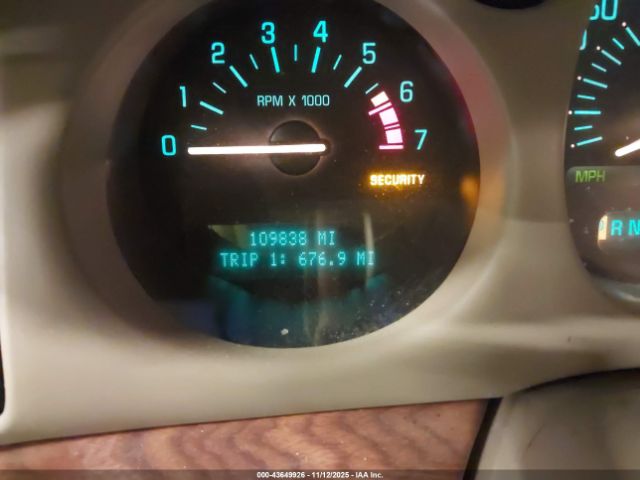 0 1 2 3 4 5 6 7
RPM X 1000
SECURITY
109838 MI
TRIP 1: 676.9 MI
MPH
R N
000-43649926 - 11/12/2025 - IAA Inc.